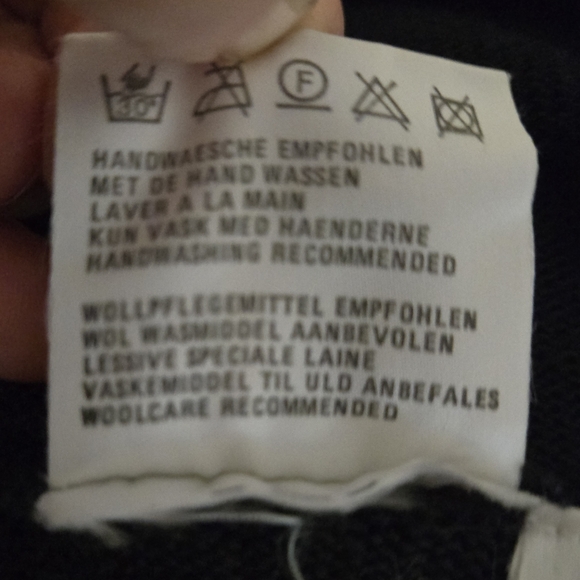 30°
F
HANDWAESCHE EMPFOHLEN
MET DE HAND WASSEN
LAVER A LA MAIN
KUN VASK MED HAENDERNE
HANDWASHING RECOMMENDED
WOLLPFLEGEMITTEL EMPFOHLEN
WOL WASMIDDEL AANBEVOLEN
LESSIVE SPECIALE LAINE
VASKEMIDDEL TIL ULD ANBEFALES
WOOLCARE RECOMMENDED